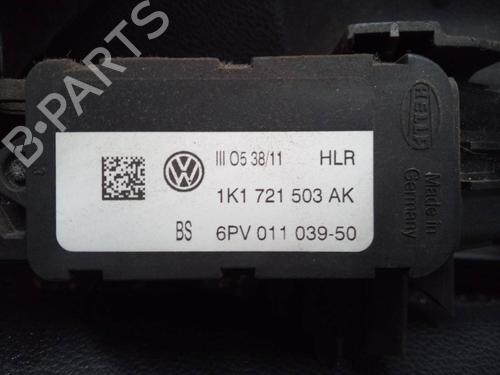 III O5 38/11 HLR
1K1 721 503 AK
BS 6PV 011 039-50
HELLA
Made in
Germany
B-PARTS